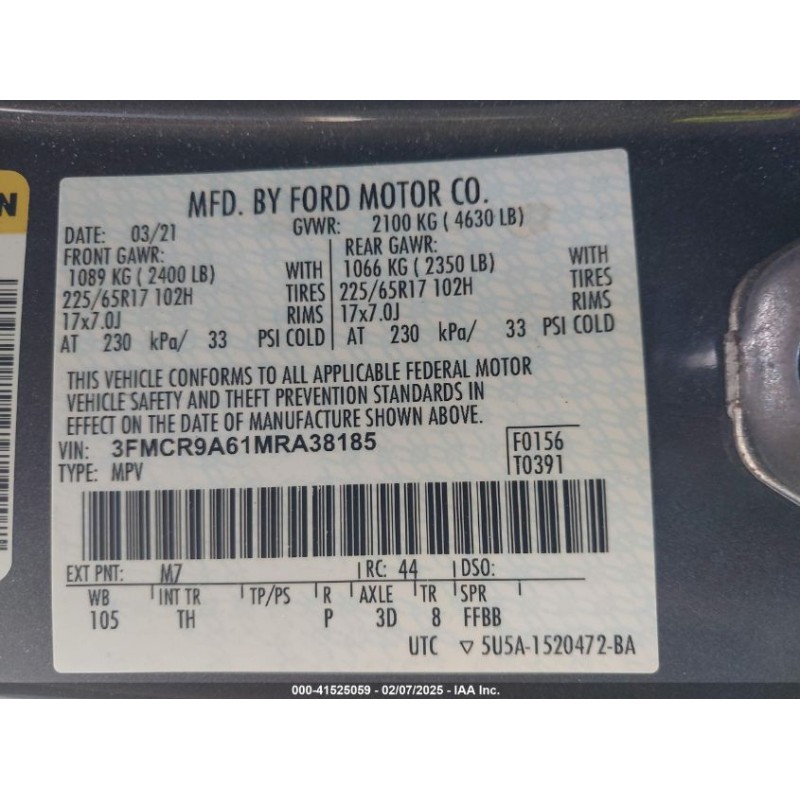 N
MFD. BY FORD MOTOR CO.
DATE: 03/21 GVWR: 2100 KG ( 4630 LB)
FRONT GAWR: REAR GAWR:
1089 KG ( 2400 LB) WITH 1066 KG ( 2350 LB) WITH
225/65R17 102H TIRES 225/65R17 102H TIRES
17x7.0J RIMS 17x7.0J RIMS
AT 230 kPa/ 33 PSI COLD AT 230 kPa/ 33 PSI COLD
THIS VEHICLE CONFORMS TO ALL APPLICABLE FEDERAL MOTOR
VEHICLE SAFETY AND THEFT PREVENTION STANDARDS IN
EFFECT ON THE DATE OF MANUFACTURE SHOWN ABOVE.
VIN: 3FMCR9A61MRA38185 F0156
TYPE: MPV T0391
EXT PNT: M7 RC: 44 DSO:
WB INT TR TP/PS R AXLE TR SPR
105 TH P 3D 8 FFBB
UTC ▽ 5U5A-1520472-BA
000-41525059 - 02/07/2025 - IAA Inc.